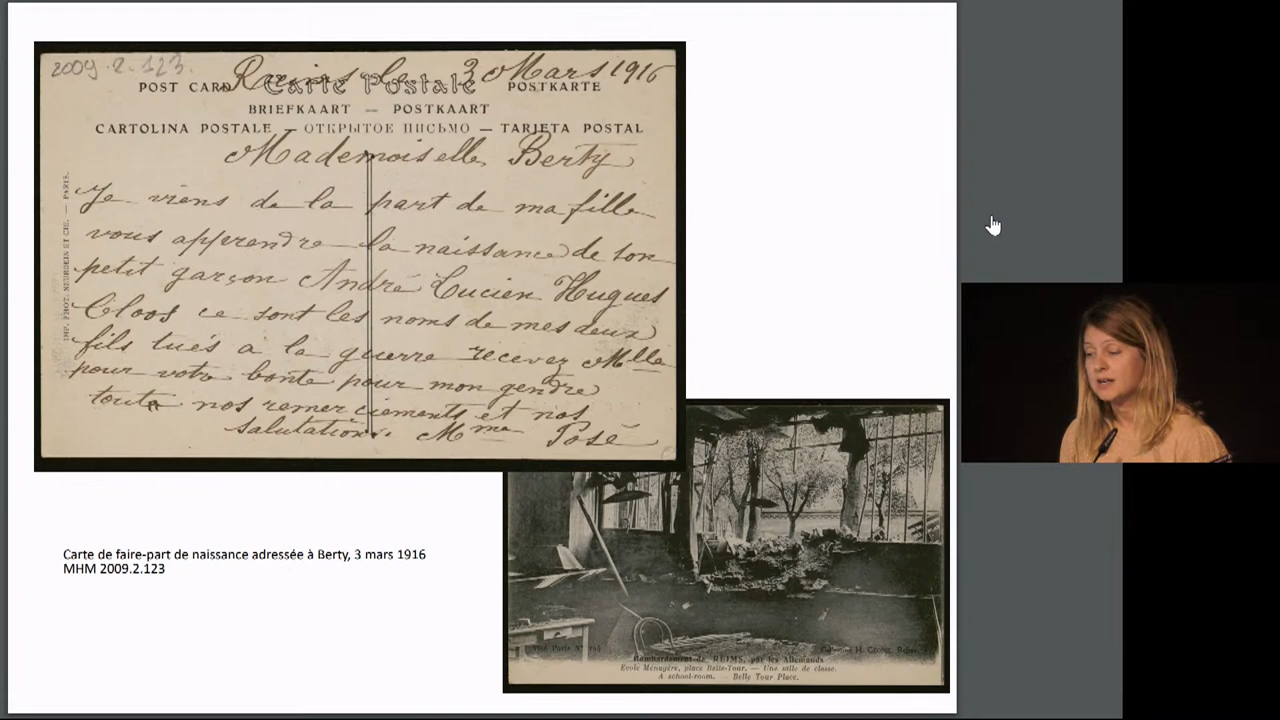 2009.2.123.
Reims le 3 Mars 1916
POST CARD Carte Postale POSTKARTE
BRIEFKAART — POSTKAART
CARTOLINA POSTALE — ОТКРЫТОЕ ПИСЬМО — TARJETA POSTAL
Mademoiselle Berty
Je viens de la part de ma fille
vous apprendre la naissance de son
petit garçon André Lucien Hugues
Cloos ce sont les noms de mes deux
fils tués a la guerre recevez Mlle
pour votre bonté pour mon gendre
toute nos remerciements et nos
salutations. Mme Posé
IMP. PHOT. NEURDEIN ET CIE. — PARIS.
Carte de faire-part de naissance adressée à Berty, 3 mars 1916
MHM 2009.2.123
Visé Paris N°
Bombardement de REIMS, par les Allemands
Ecole Ménagère, place Belle-Tour. — Une salle de classe.
A school-room. — Belle Tour Place.